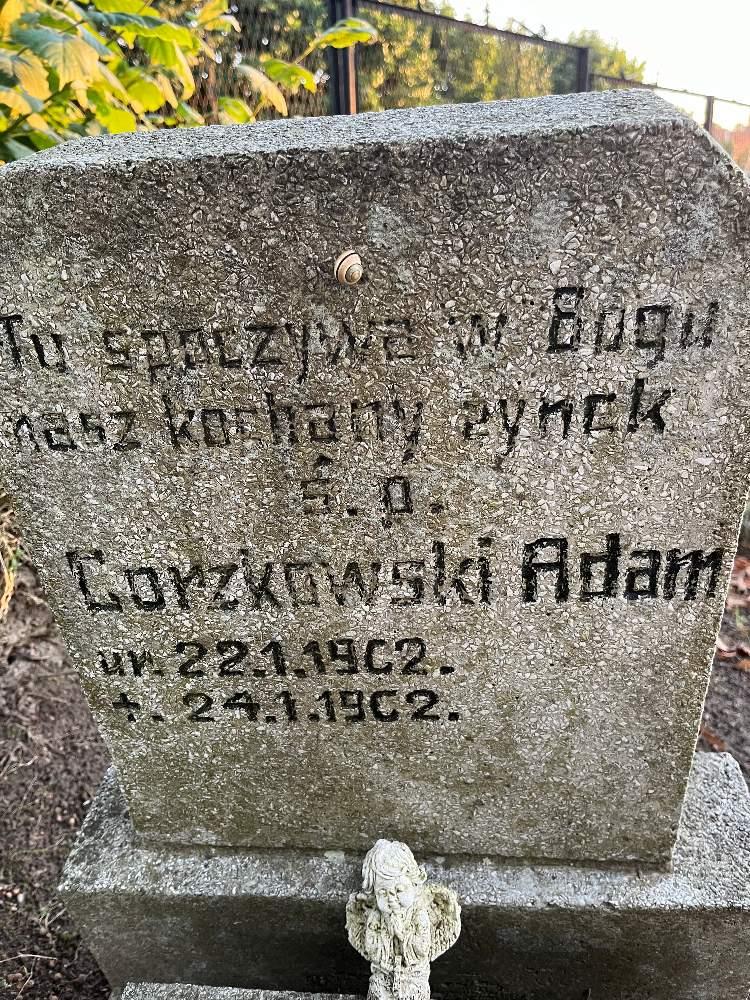 Tu spoczywa w Bogu
nasz kochany synek
ś. p.
Gorzkowski Adam
ur. 22.1.1962.
+. 24.1.1962.